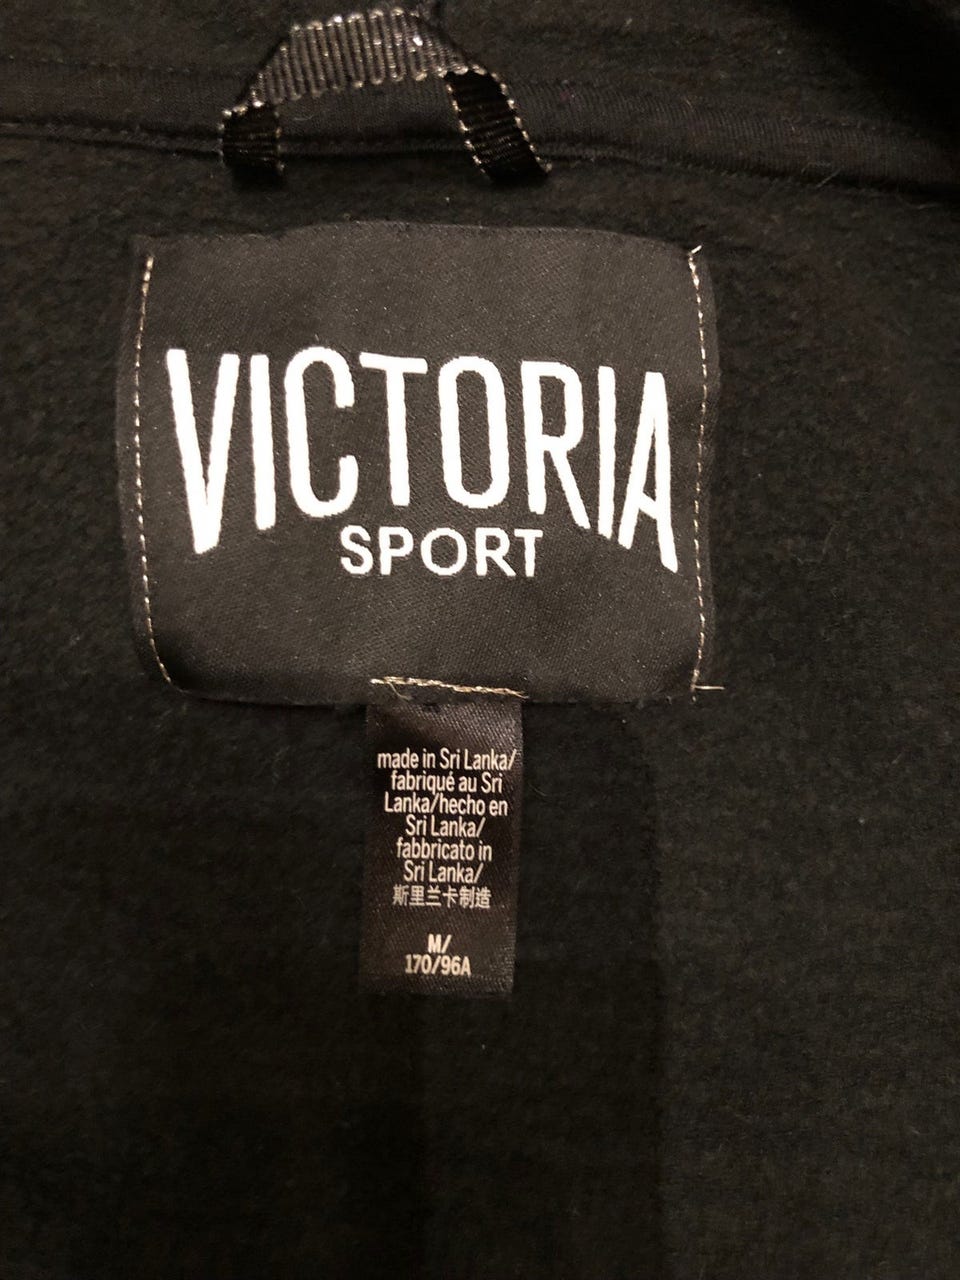 VICTORIA
SPORT
made in Sri Lanka/
fabriqué au Sri
Lanka/hecho en
Sri Lanka/
fabbricato in
Sri Lanka/
斯里兰卡制造
M/
170/96A